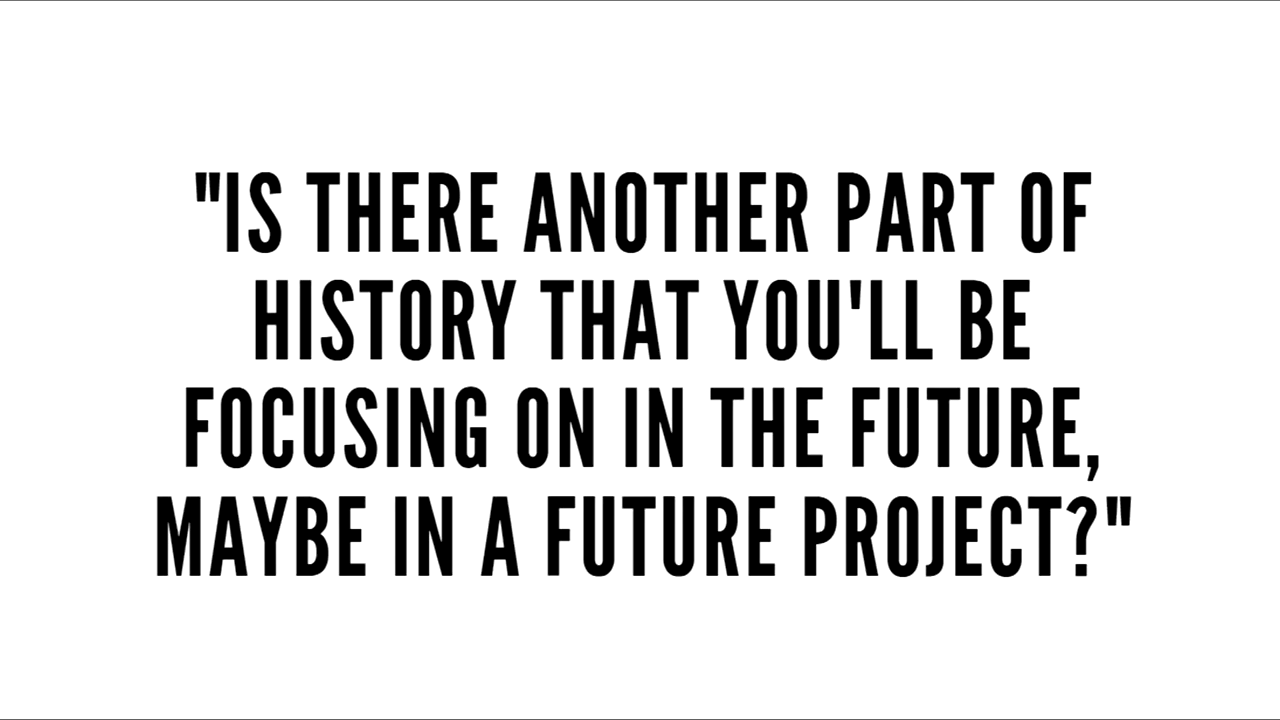 "IS THERE ANOTHER PART OF
HISTORY THAT YOU'LL BE
FOCUSING ON IN THE FUTURE,
MAYBE IN A FUTURE PROJECT?"